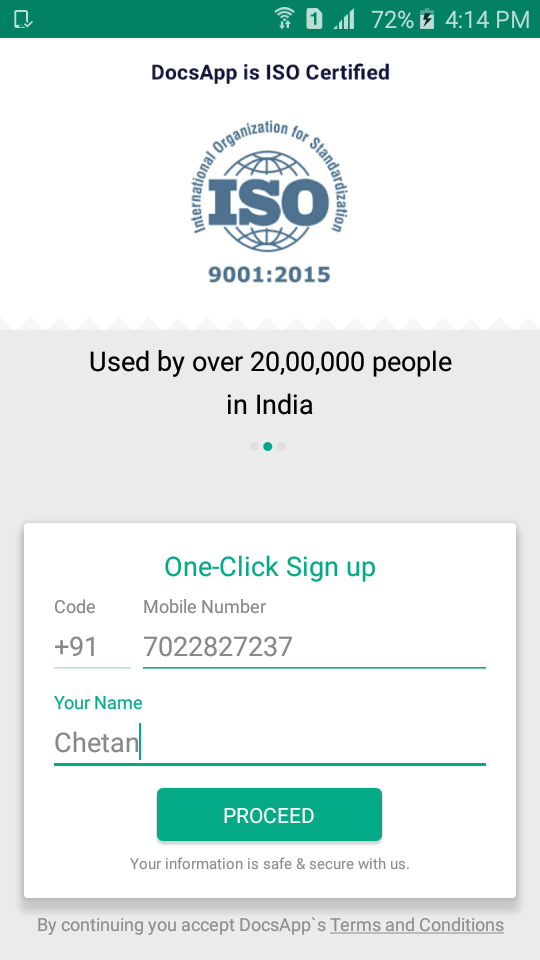 1 72% 4:14 PM
DocsApp is ISO Certified
International Organization for Standardization
ISO
9001:2015
Used by over 20,00,000 people
in India
One-Click Sign up
Code Mobile Number
+91 7022827237
Your Name
Chetan
PROCEED
Your information is safe & secure with us.
By continuing you accept DocsApp`s Terms and Conditions